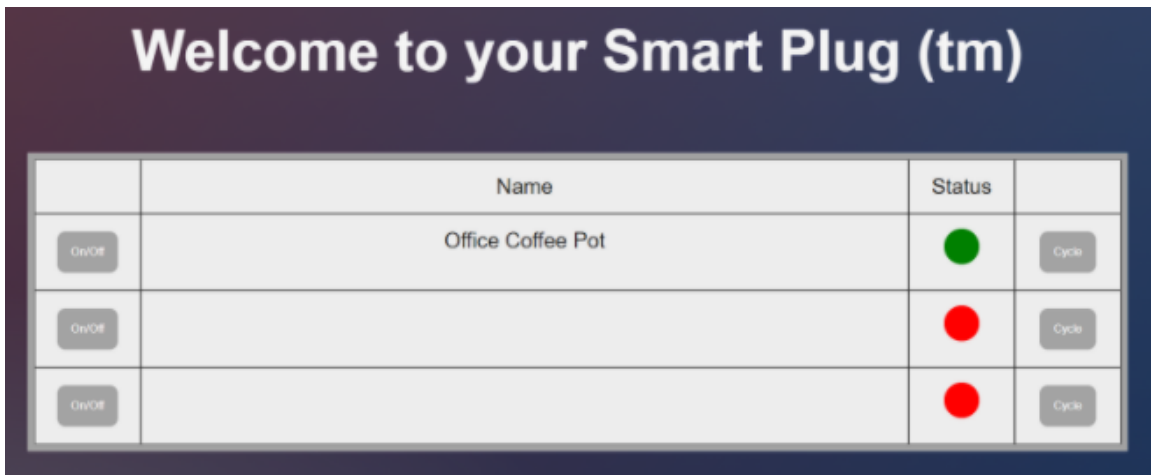 Welcome to your Smart Plug (tm)
Name Status
On/Off Office Coffee Pot Cycle
On/Off Cycle
On/Off Cycle